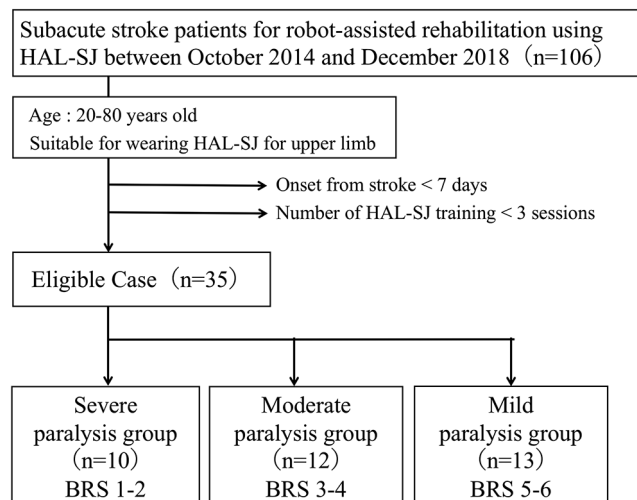 Subacute stroke patients for robot-assisted rehabilitation using
HAL-SJ between October 2014 and December 2018（n=106）
Age : 20-80 years old
Suitable for wearing HAL-SJ for upper limb
Onset from stroke < 7 days
Number of HAL-SJ training < 3 sessions
Eligible Case（n=35）
Severe
paralysis group
(n=10)
BRS 1-2
Moderate
paralysis group
(n=12)
BRS 3-4
Mild
paralysis group
(n=13)
BRS 5-6